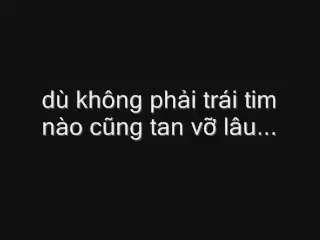 dù không phải trái tim
nào cũng tan vỡ lâu...